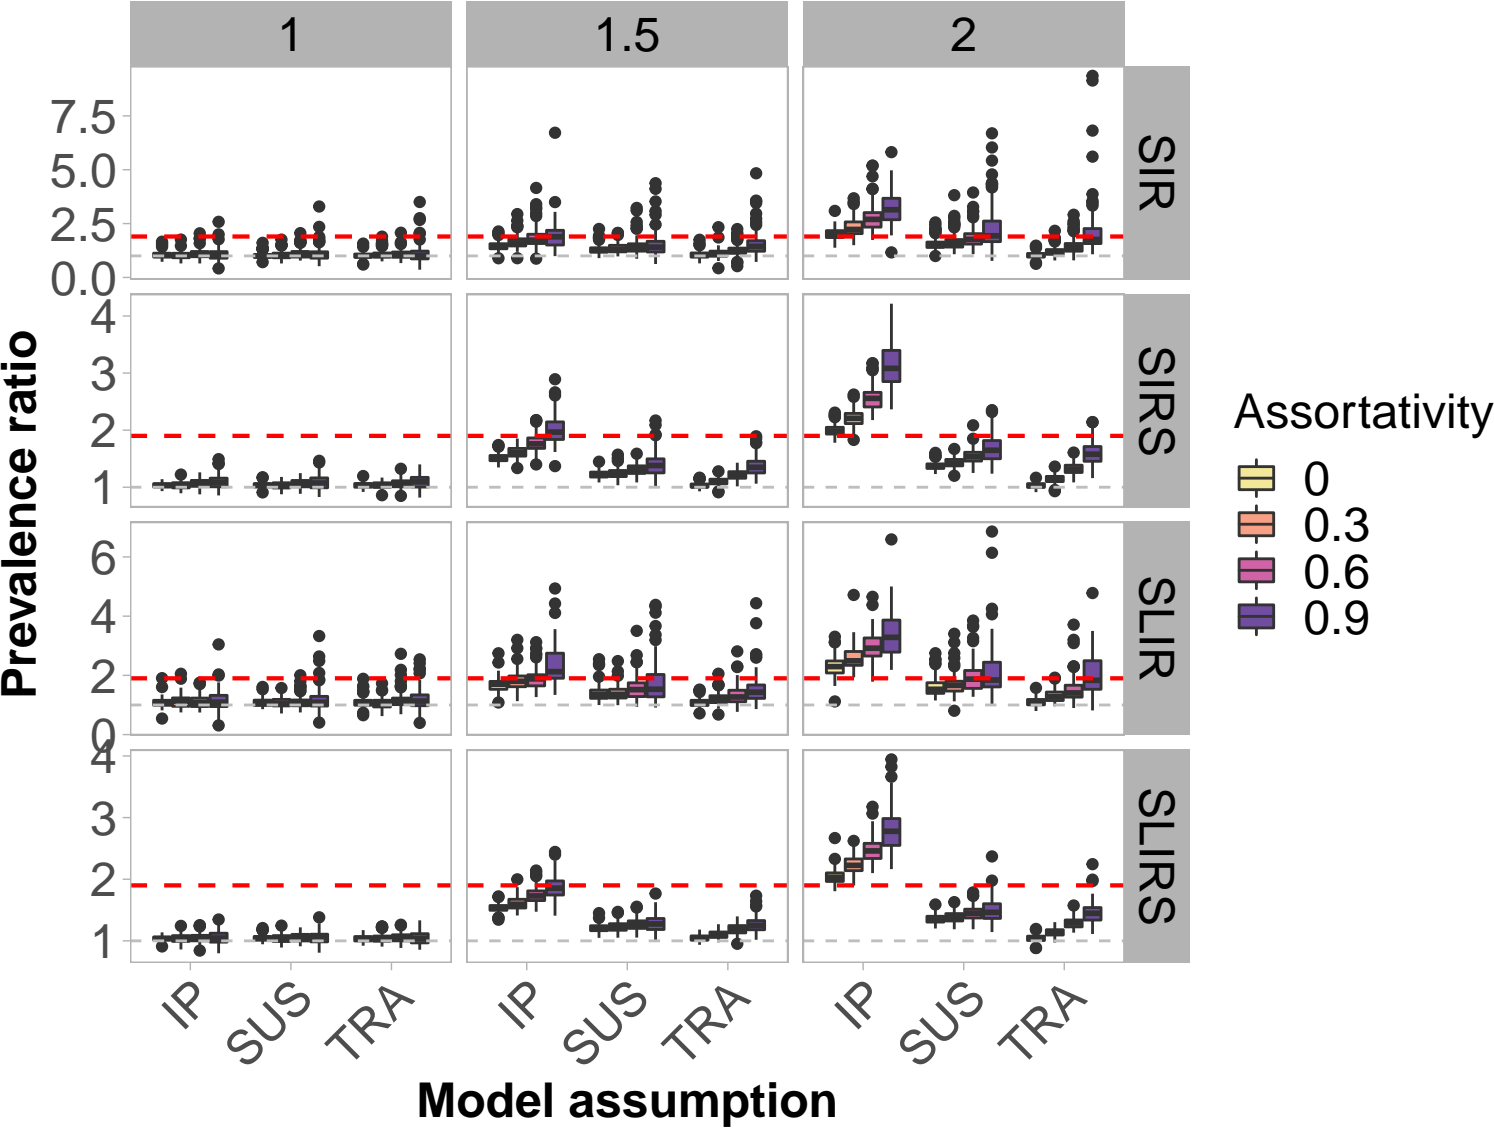 1 1.5 2
7.5
5.0
2.5
0.0
SIR
4
3
2
1
SIRS
6
4
2
0
SLIR
4
3
2
1
SLIRS
Prevalence ratio
IP SUS TRA IP SUS TRA IP SUS TRA
Model assumption
Assortativity
0
0.3
0.6
0.9